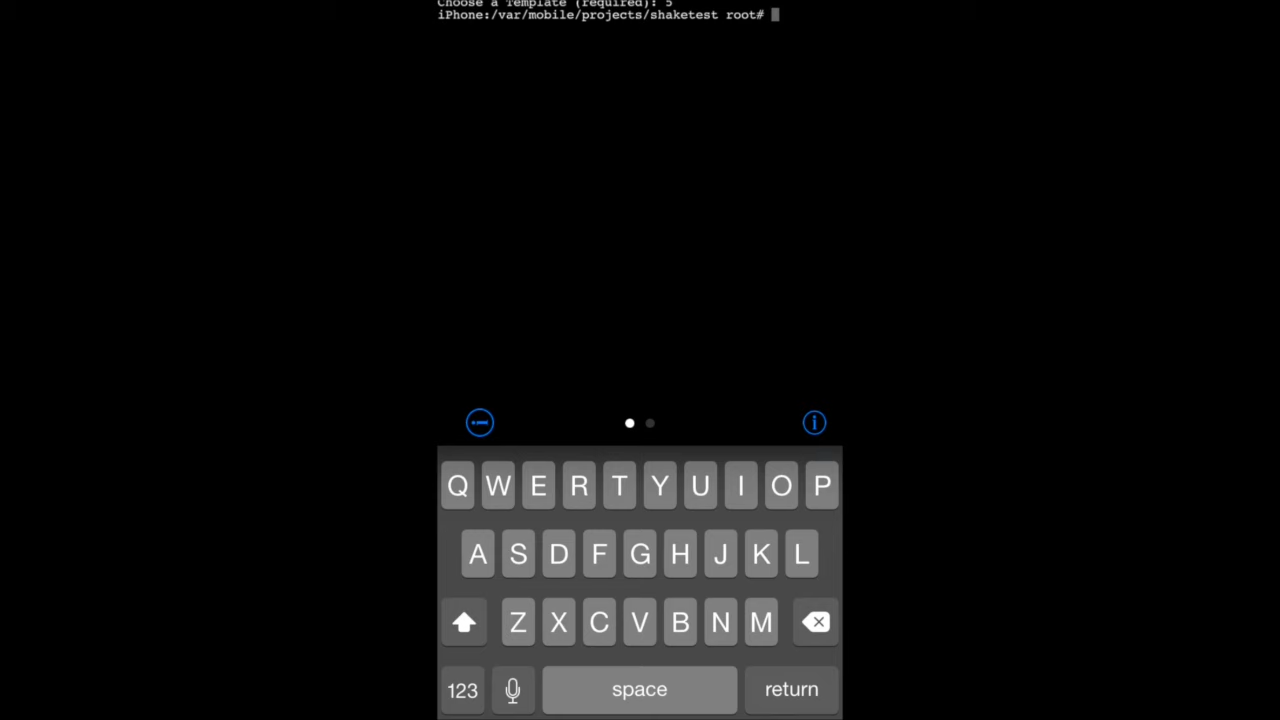 Choose a Template (required): 5
iPhone:/var/mobile/projects/shaketest root#
Q W E R T Y U I O P
A S D F G H J K L
Z X C V B N M
123 space return